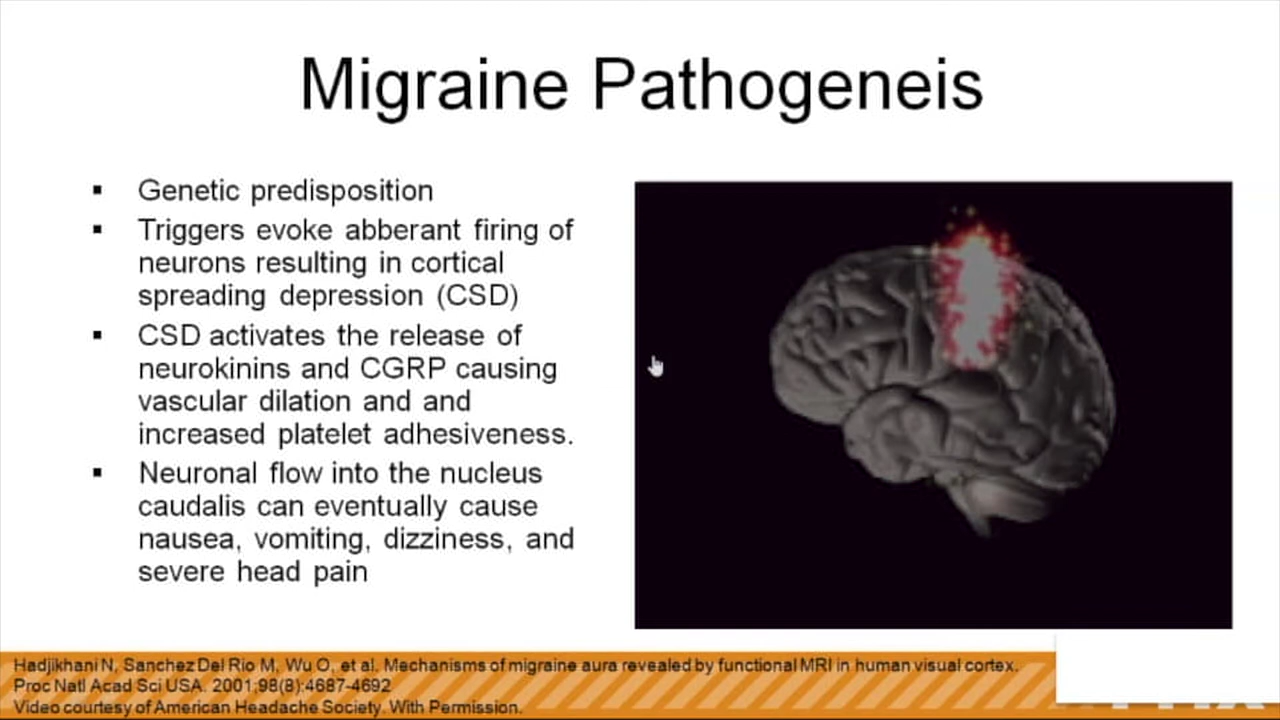 Migraine Pathogeneis
▪ Genetic predisposition
▪ Triggers evoke abberant firing of
neurons resulting in cortical
spreading depression (CSD)
▪ CSD activates the release of
neurokinins and CGRP causing
vascular dilation and and
increased platelet adhesiveness.
▪ Neuronal flow into the nucleus
caudalis can eventually cause
nausea, vomiting, dizziness, and
severe head pain
Hadjikhani N, Sanchez Del Rio M, Wu O, et al. Mechanisms of migraine aura revealed by functional MRI in human visual cortex.
Proc Natl Acad Sci USA. 2001;98(8):4687-4692
Video courtesy of American Headache Society. With Permission.